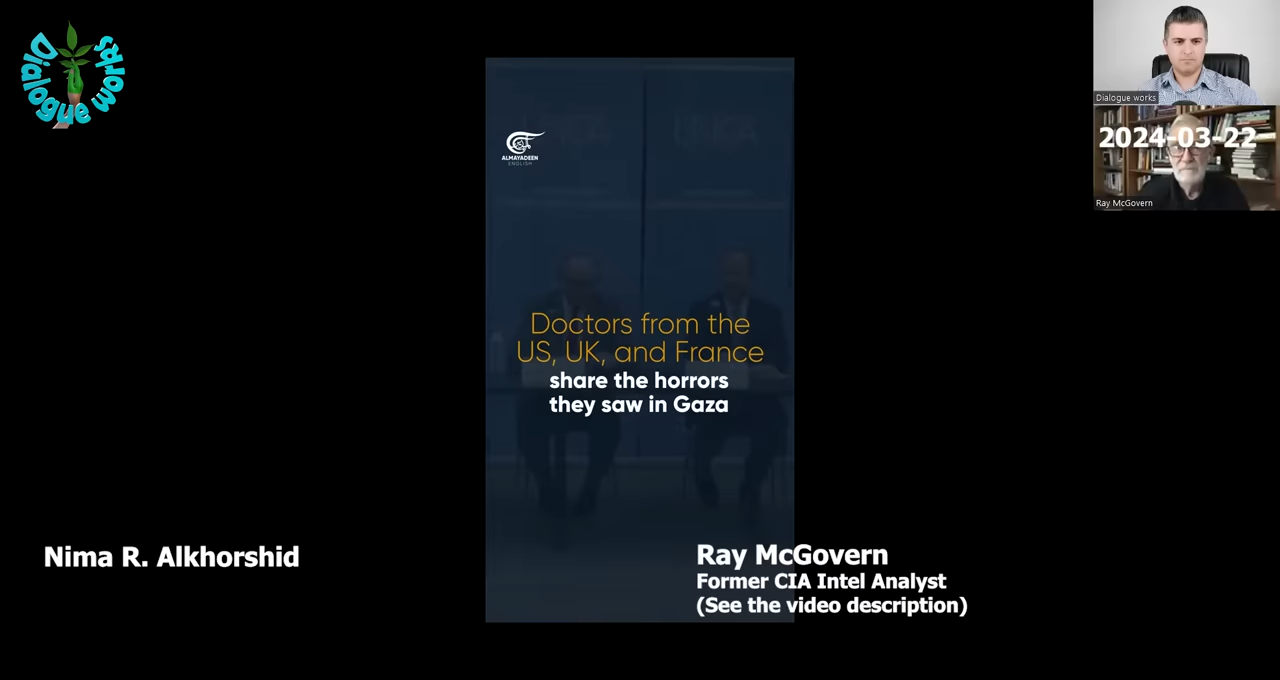 Dialogue works
ALMAYADEEN
ENGLISH
Doctors from the
US, UK, and France
share the horrors
they saw in Gaza
Dialogue works
2024-03-22
Ray McGovern
Nima R. Alkhorshid
Ray McGovern
Former CIA Intel Analyst
(See the video description)